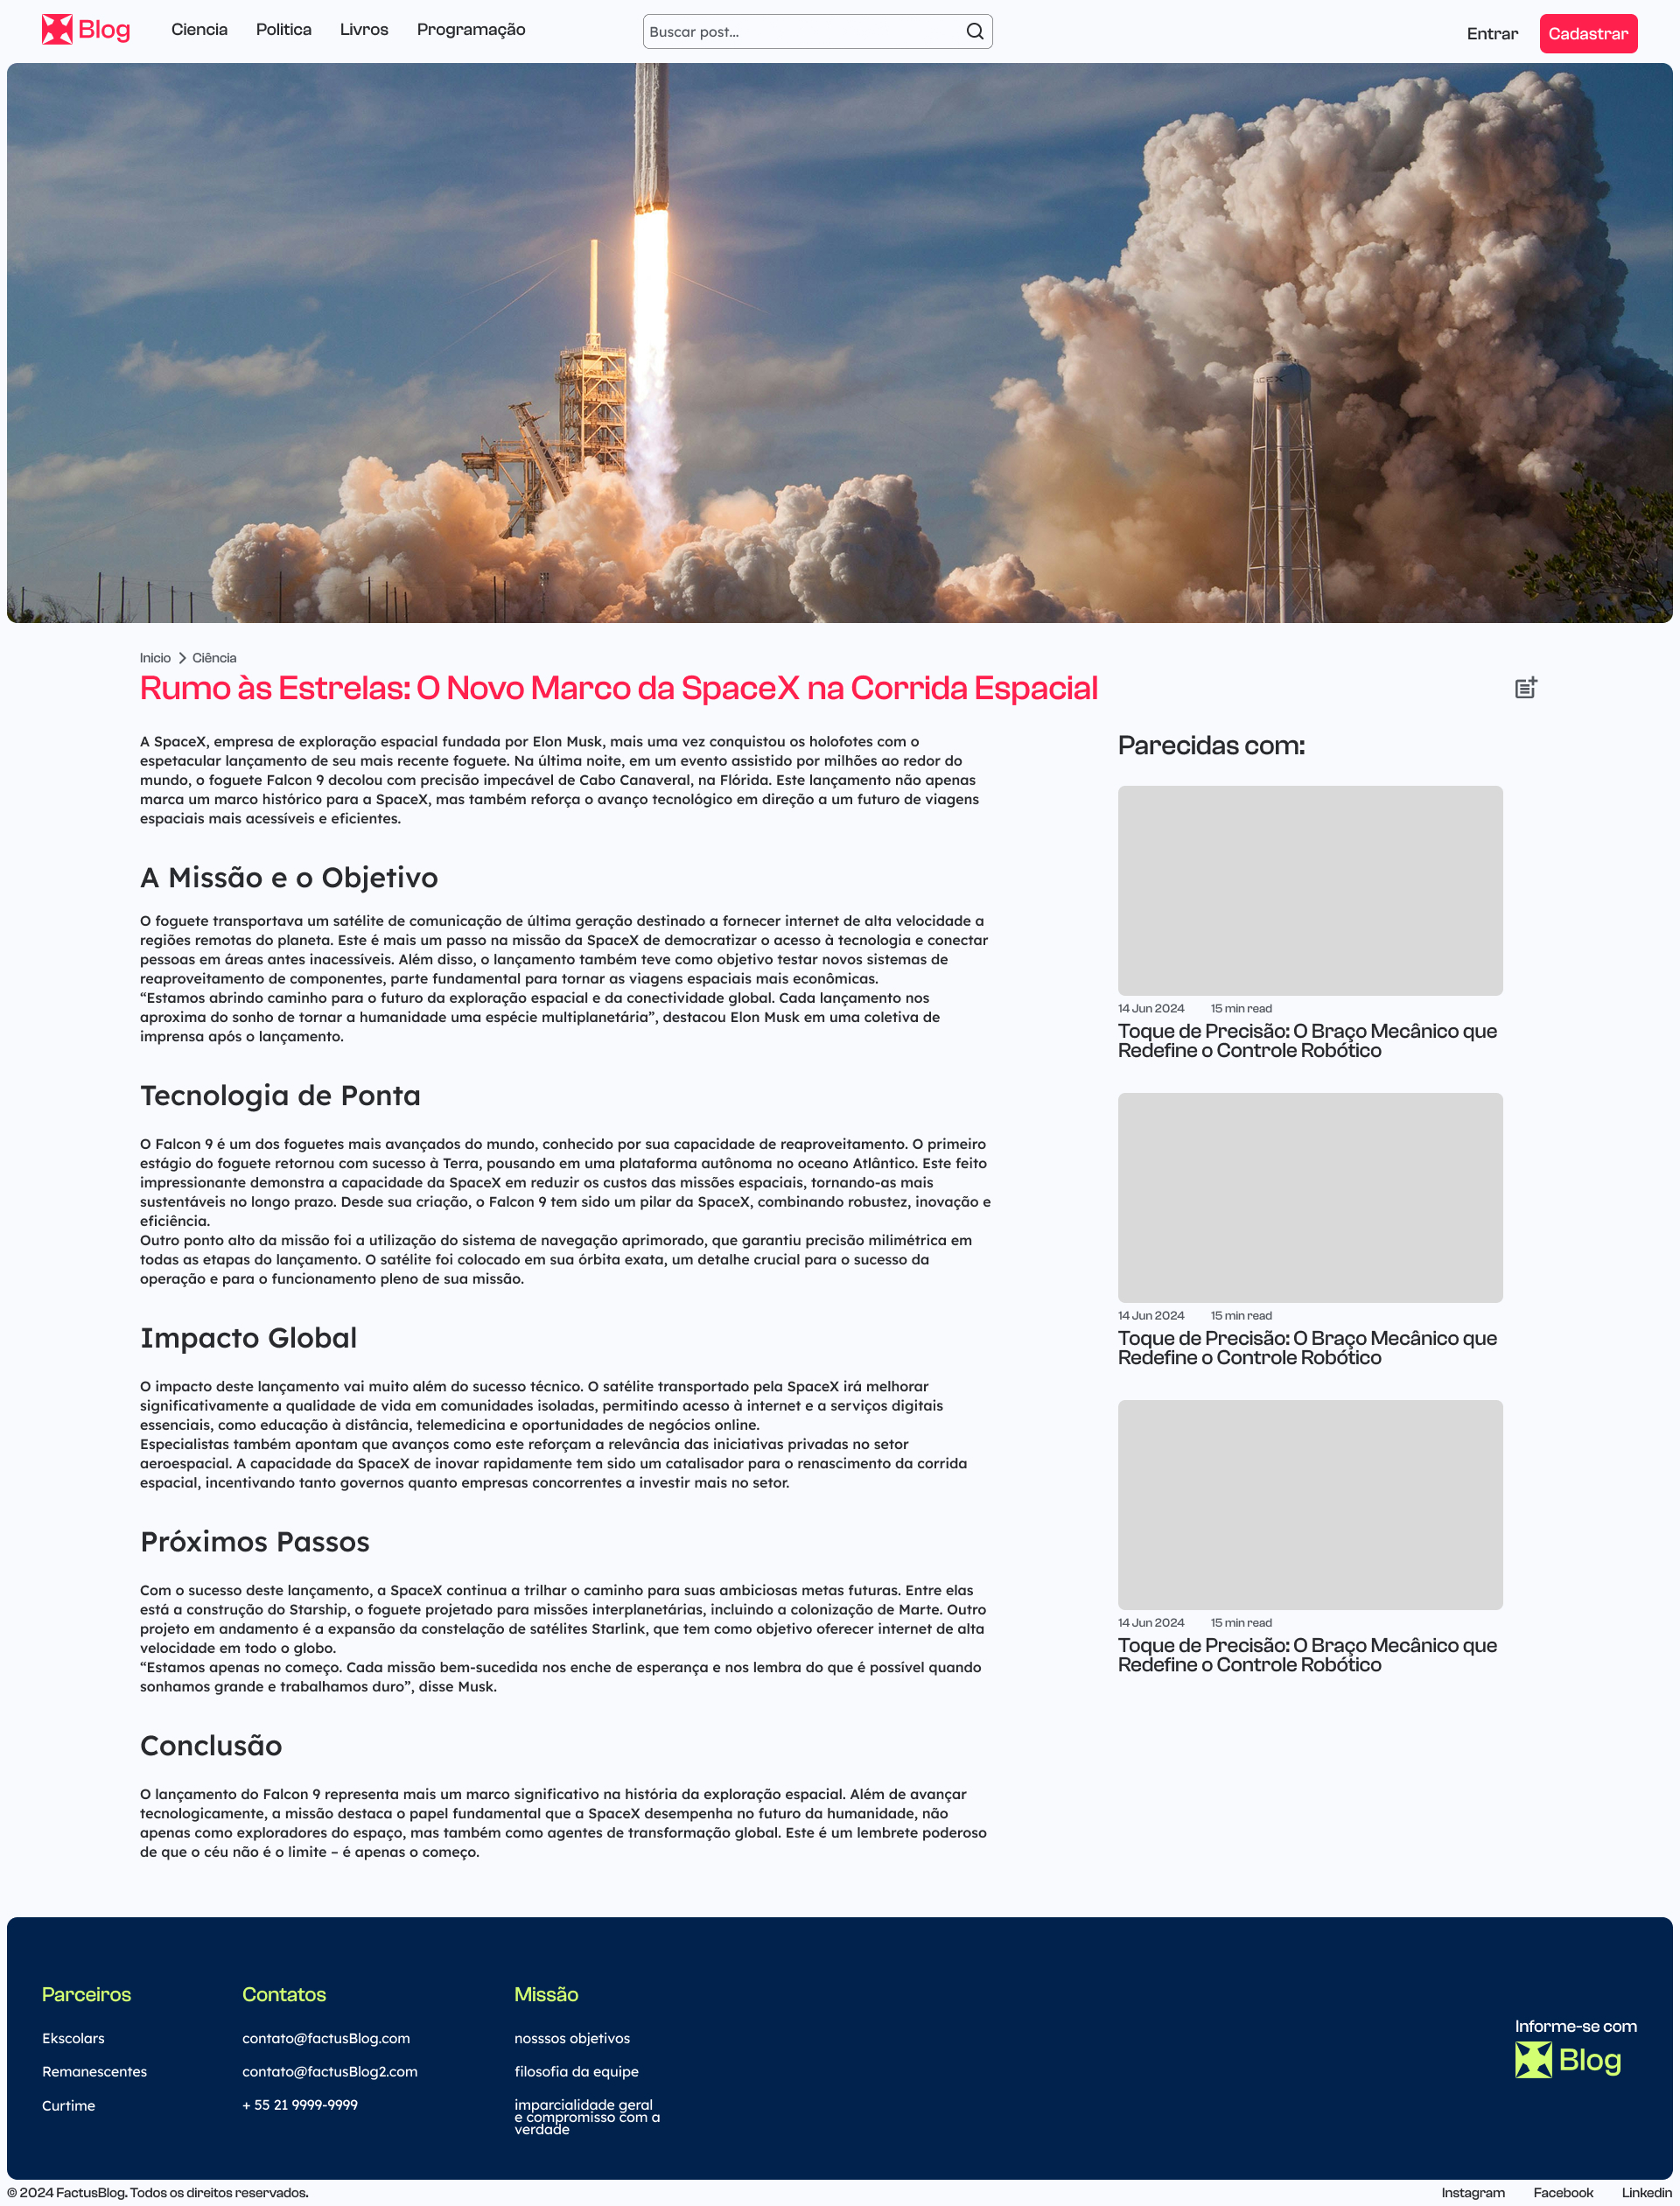 Blog
Ciencia
Politica
Livros
Programação
Buscar post...
Entrar
Cadastrar
Inicio
Ciência
Rumo às Estrelas: O Novo Marco da SpaceX na Corrida Espacial
A SpaceX, empresa de exploração espacial fundada por Elon Musk, mais uma vez conquistou os holofotes com o
espetacular lançamento de seu mais recente foguete. Na última noite, em um evento assistido por milhões ao redor do
mundo, o foguete Falcon 9 decolou com precisão impecável de Cabo Canaveral, na Flórida. Este lançamento não apenas
marca um marco histórico para a SpaceX, mas também reforça o avanço tecnológico em direção a um futuro de viagens
espaciais mais acessíveis e eficientes.
A Missão e o Objetivo
O foguete transportava um satélite de comunicação de última geração destinado a fornecer internet de alta velocidade a
regiões remotas do planeta. Este é mais um passo na missão da SpaceX de democratizar o acesso à tecnologia e conectar
pessoas em áreas antes inacessíveis. Além disso, o lançamento também teve como objetivo testar novos sistemas de
reaproveitamento de componentes, parte fundamental para tornar as viagens espaciais mais econômicas.
“Estamos abrindo caminho para o futuro da exploração espacial e da conectividade global. Cada lançamento nos
aproxima do sonho de tornar a humanidade uma espécie multiplanetária”, destacou Elon Musk em uma coletiva de
imprensa após o lançamento.
Tecnologia de Ponta
O Falcon 9 é um dos foguetes mais avançados do mundo, conhecido por sua capacidade de reaproveitamento. O primeiro
estágio do foguete retornou com sucesso à Terra, pousando em uma plataforma autônoma no oceano Atlântico. Este feito
impressionante demonstra a capacidade da SpaceX em reduzir os custos das missões espaciais, tornando-as mais
sustentáveis no longo prazo. Desde sua criação, o Falcon 9 tem sido um pilar da SpaceX, combinando robustez, inovação e
eficiência.
Outro ponto alto da missão foi a utilização do sistema de navegação aprimorado, que garantiu precisão milimétrica em
todas as etapas do lançamento. O satélite foi colocado em sua órbita exata, um detalhe crucial para o sucesso da
operação e para o funcionamento pleno de sua missão.
Impacto Global
O impacto deste lançamento vai muito além do sucesso técnico. O satélite transportado pela SpaceX irá melhorar
significativamente a qualidade de vida em comunidades isoladas, permitindo acesso à internet e a serviços digitais
essenciais, como educação à distância, telemedicina e oportunidades de negócios online.
Especialistas também apontam que avanços como este reforçam a relevância das iniciativas privadas no setor
aeroespacial. A capacidade da SpaceX de inovar rapidamente tem sido um catalisador para o renascimento da corrida
espacial, incentivando tanto governos quanto empresas concorrentes a investir mais no setor.
Próximos Passos
Com o sucesso deste lançamento, a SpaceX continua a trilhar o caminho para suas ambiciosas metas futuras. Entre elas
está a construção do Starship, o foguete projetado para missões interplanetárias, incluindo a colonização de Marte. Outro
projeto em andamento é a expansão da constelação de satélites Starlink, que tem como objetivo oferecer internet de alta
velocidade em todo o globo.
“Estamos apenas no começo. Cada missão bem-sucedida nos enche de esperança e nos lembra do que é possível quando
sonhamos grande e trabalhamos duro”, disse Musk.
Conclusão
O lançamento do Falcon 9 representa mais um marco significativo na história da exploração espacial. Além de avançar
tecnologicamente, a missão destaca o papel fundamental que a SpaceX desempenha no futuro da humanidade, não
apenas como exploradores do espaço, mas também como agentes de transformação global. Este é um lembrete poderoso
de que o céu não é o limite – é apenas o começo.
Parecidas com:
14 Jun 2024
15 min read
Toque de Precisão: O Braço Mecânico que
Redefine o Controle Robótico
14 Jun 2024
15 min read
Toque de Precisão: O Braço Mecânico que
Redefine o Controle Robótico
14 Jun 2024
15 min read
Toque de Precisão: O Braço Mecânico que
Redefine o Controle Robótico
Parceiros
Ekscolars
Remanescentes
Curtime
Contatos
contato@factusBlog.com
contato@factusBlog2.com
+ 55 21 9999-9999
Missão
nosssos objetivos
filosofia da equipe
imparcialidade geral
e compromisso com a
verdade
Informe-se com
Blog
© 2024 FactusBlog. Todos os direitos reservados.
Instagram
Facebook
Linkedin